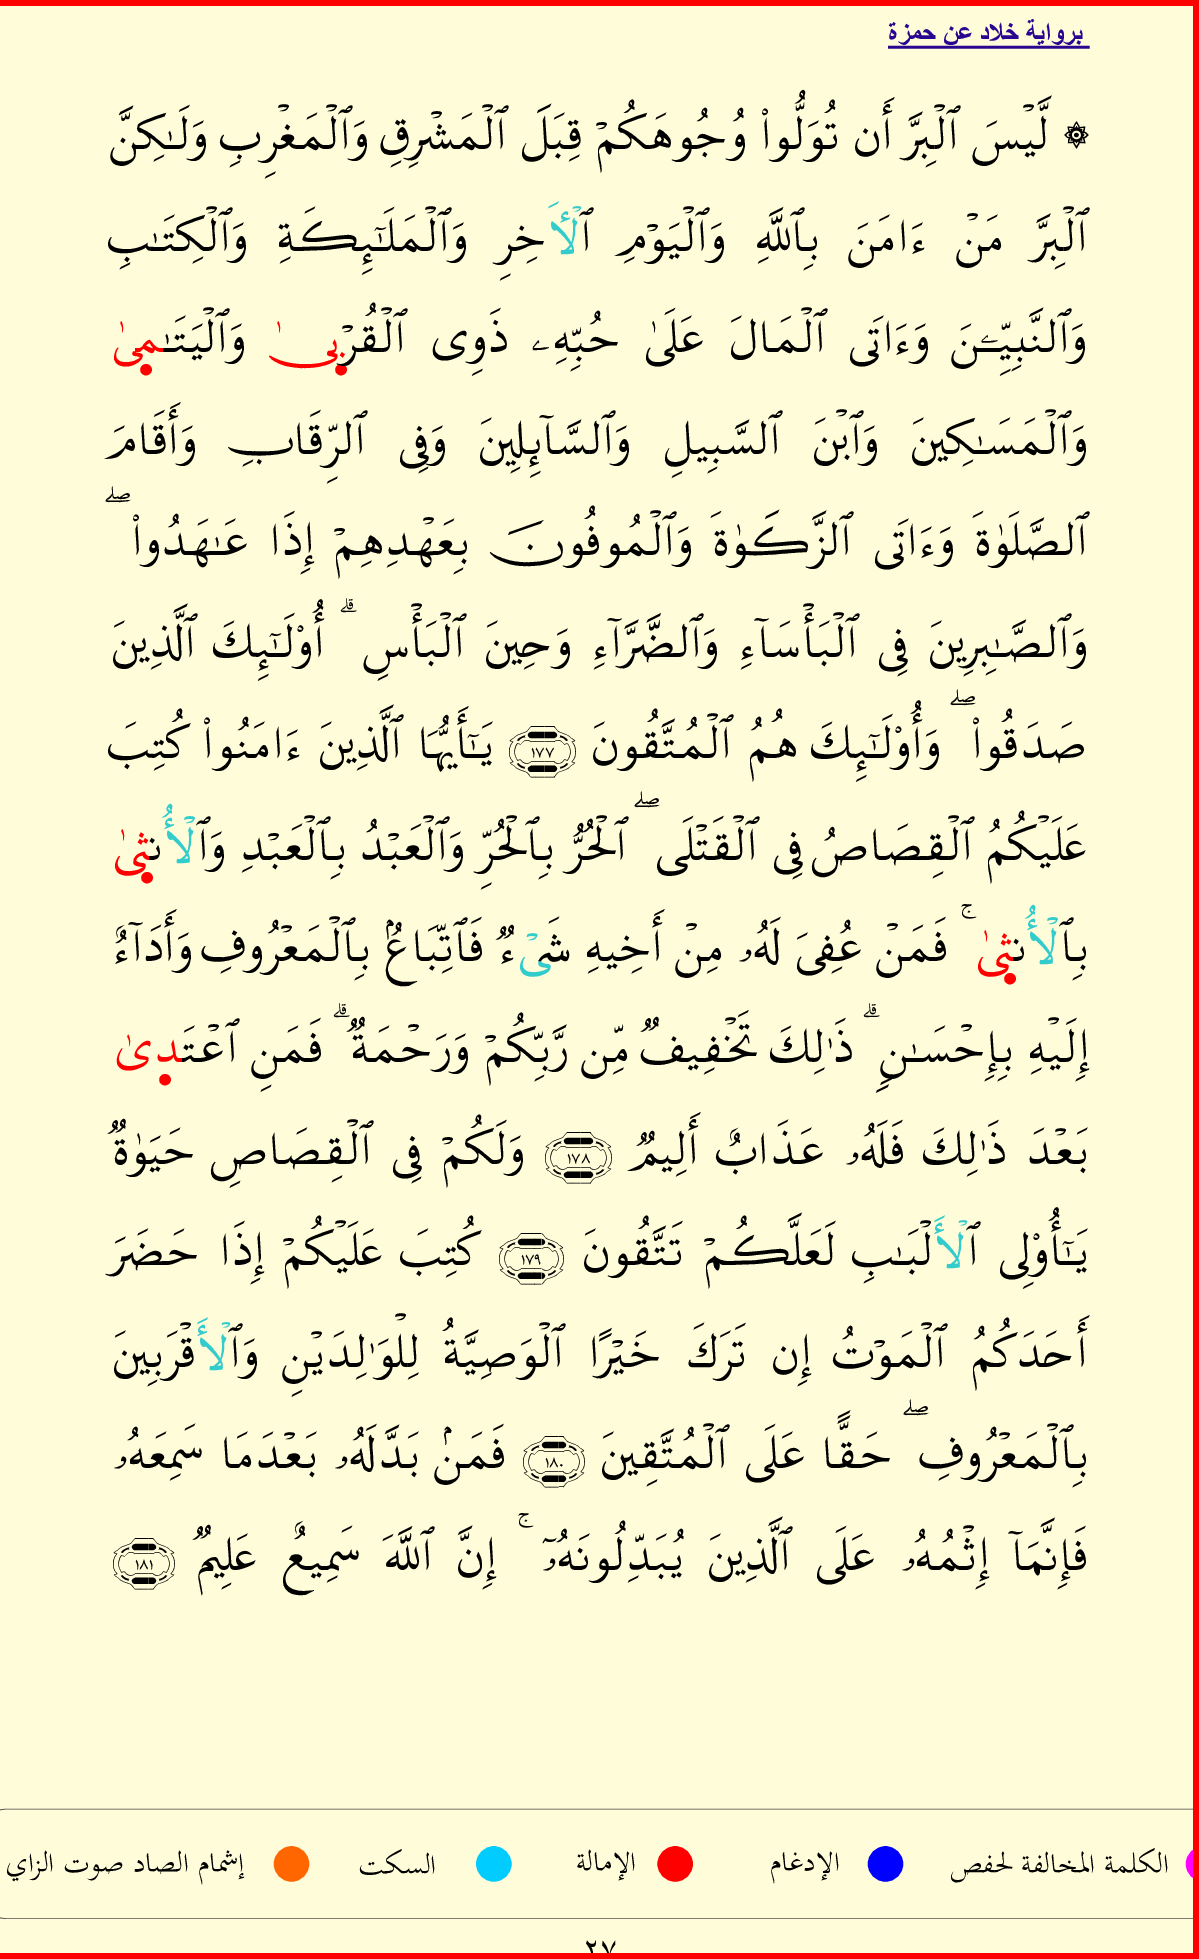 برواية خلاد عن حمزة
۞ لَّيۡسَ ٱلۡبِرَّ أَن تُوَلُّواْ وُجُوهَكُمۡ قِبَلَ ٱلۡمَشۡرِقِ وَٱلۡمَغۡرِبِ وَلَٰكِنَّ
ٱلۡبِرَّ مَنۡ ءَامَنَ بِٱللَّهِ وَٱلۡيَوۡمِ ٱلۡأٓخِرِ وَٱلۡمَلَٰٓئِكَةِ وَٱلۡكِتَٰبِ
وَٱلنَّبِيِّـۧنَ وَءَاتَى ٱلۡمَالَ عَلَىٰ حُبِّهِۦ ذَوِى ٱلۡقُرۡبىٰ وَٱلۡيَتَٰمىٰ
وَٱلۡمَسَٰكِينَ وَٱبۡنَ ٱلسَّبِيلِ وَٱلسَّآئِلِينَ وَفِى ٱلرِّقَابِ وَأَقَامَ
ٱلصَّلَوٰةَ وَءَاتَى ٱلزَّكَوٰةَ وَٱلۡمُوفُونَ بِعَهۡدِهِمۡ إِذَا عَٰهَدُواْۖ
وَٱلصَّٰبِرِينَ فِى ٱلۡبَأۡسَآءِ وَٱلضَّرَّآءِ وَحِينَ ٱلۡبَأۡسِۗ أُوْلَٰٓئِكَ ٱلَّذِينَ
صَدَقُواْۖ وَأُوْلَٰٓئِكَ هُمُ ٱلۡمُتَّقُونَ ١٧٧ يَٰٓأَيُّهَا ٱلَّذِينَ ءَامَنُواْ كُتِبَ
عَلَيۡكُمُ ٱلۡقِصَاصُ فِى ٱلۡقَتۡلَىۖ ٱلۡحُرُّ بِٱلۡحُرِّ وَٱلۡعَبۡدُ بِٱلۡعَبۡدِ وَٱلۡأُنثىٰ
بِٱلۡأُنثىٰۚ فَمَنۡ عُفِىَ لَهُۥ مِنۡ أَخِيهِ شَىۡءٌ فَٱتِّبَاعُۢ بِٱلۡمَعۡرُوفِ وَأَدَآءٌ
إِلَيۡهِ بِإِحۡسَٰنٍۗ ذَٰلِكَ تَخۡفِيفٌ مِّن رَّبِّكُمۡ وَرَحۡمَةٌۗ فَمَنِ ٱعۡتَدىٰ
بَعۡدَ ذَٰلِكَ فَلَهُۥ عَذَابٌ أَلِيمٌ ١٧٨ وَلَكُمۡ فِى ٱلۡقِصَاصِ حَيَوٰةٌ
يَٰٓأُوْلِى ٱلۡأَلۡبَٰبِ لَعَلَّكُمۡ تَتَّقُونَ ١٧٩ كُتِبَ عَلَيۡكُمۡ إِذَا حَضَرَ
أَحَدَكُمُ ٱلۡمَوۡتُ إِن تَرَكَ خَيۡرًا ٱلۡوَصِيَّةُ لِلۡوَٰلِدَيۡنِ وَٱلۡأَقۡرَبِينَ
بِٱلۡمَعۡرُوفِۖ حَقًّا عَلَى ٱلۡمُتَّقِينَ ١٨٠ فَمَنۢ بَدَّلَهُۥ بَعۡدَمَا سَمِعَهُۥ
فَإِنَّمَآ إِثۡمُهُۥ عَلَى ٱلَّذِينَ يُبَدِّلُونَهُۥٓۚ إِنَّ ٱللَّهَ سَمِيعٌ عَلِيمٌ ١٨١
الكلمة المخالفة لحفص الإدغام الإمالة السكت إشمام الصاد صوت الزاي
٢٧